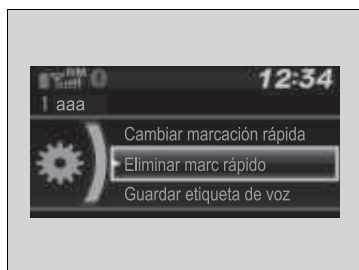 12:34
1 aaa
Cambiar marcación rápida
Eliminar marc rápido
Guardar etiqueta de voz